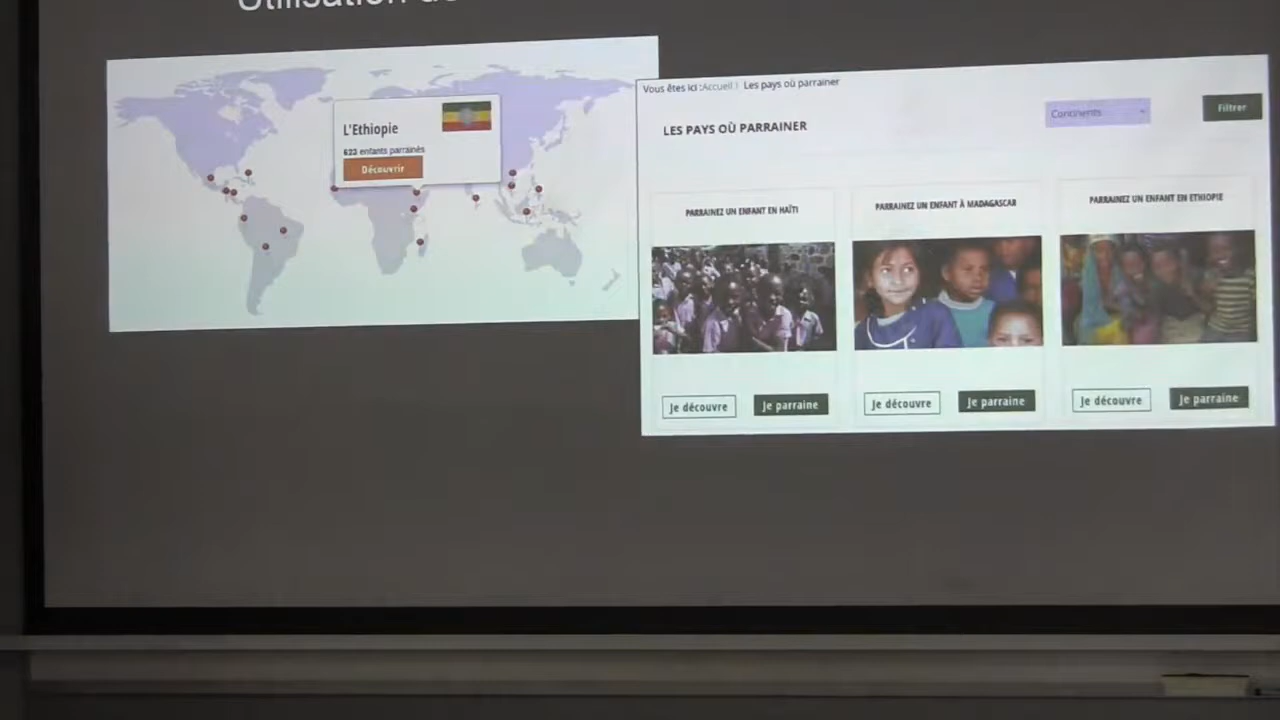 Utilisation
L'Ethiopie
622 enfants parrainés
Découvrir
Vous êtes ici :Accueil / Les pays où parrainer
LES PAYS OÙ PARRAINER
Continents
Filtrer
PARRAINEZ UN ENFANT EN HAÏTI
PARRAINEZ UN ENFANT À MADAGASCAR
PARRAINEZ UN ENFANT EN ETHIOPIE
Je découvre
Je parraine
Je découvre
Je parraine
Je découvre
Je parraine